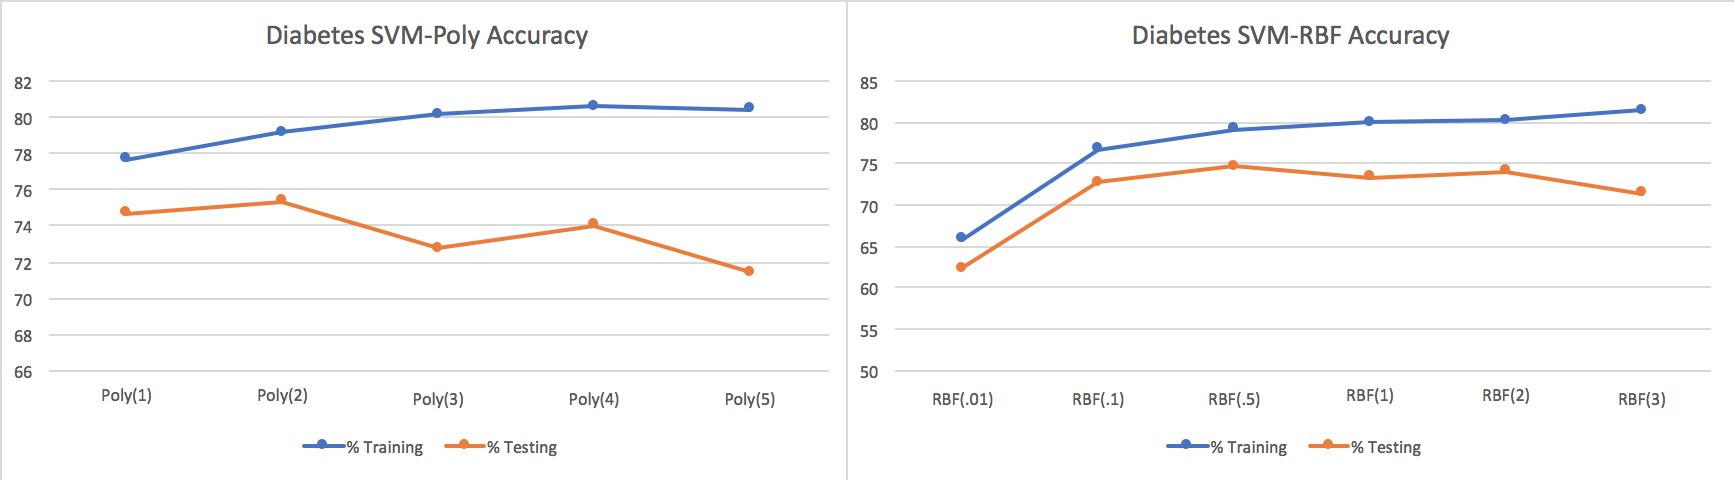 Diabetes SVM-Poly Accuracy
82
80
78
76
74
72
70
68
66
Poly(1) Poly(2) Poly(3) Poly(4) Poly(5)
% Training % Testing
Diabetes SVM-RBF Accuracy
85
80
75
70
65
60
55
50
RBF(.01) RBF(.1) RBF(.5) RBF(1) RBF(2) RBF(3)
% Training % Testing